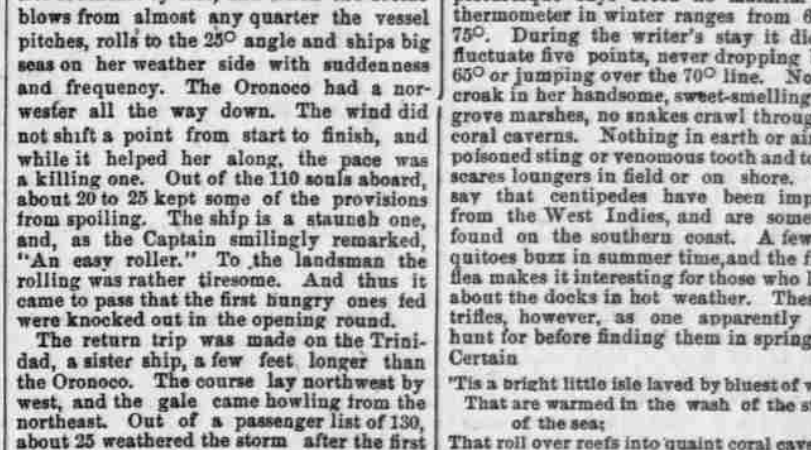 blows from almost any quarter the vessel
pitches, rolls to the 25° angle and ships big
seas on her weather side with suddenness
and frequency. The Oronoco had a nor-
wester all the way down. The wind did
not shift a point from start to finish, and
while it helped her along, the pace was
a killing one. Out of the 110 souls aboard,
about 20 to 25 kept some of the provisions
from spoiling. The ship is a staunch one,
and, as the Captain smilingly remarked,
"An easy roller." To the landsman the
rolling was rather tiresome. And thus it
came to pass that the first hungry ones fed
were knocked out in the opening round.
The return trip was made on the Trini-
dad, a sister ship, a few feet longer than
the Oronoco. The course lay northwest by
west, and the gale came howling from the
northeast. Out of a passenger list of 130,
about 25 weathered the storm after the first
thermometer in winter ranges from
75°. During the writer's stay it
fluctuate five points, never dropping
65° or jumping over the 70° line.
croak in her handsome, sweet-smelling
grove marshes, no snakes crawl
coral caverns. Nothing in earth or
poisoned sting or venomous tooth and
scares loungers in field or on shore.
say that centipedes have been
from the West Indies, and are
found on the southern coast. A few
quitoes buzz in summer time,and the
flea makes it interesting for those who
about the docks in hot weather.
trifles, however, as one apparently
hunt for before finding them in spring
Certain
'Tis a bright little isle laved by bluest of
That are warmed in the wash of the
of the sea;
That roll over reefs into quaint coral